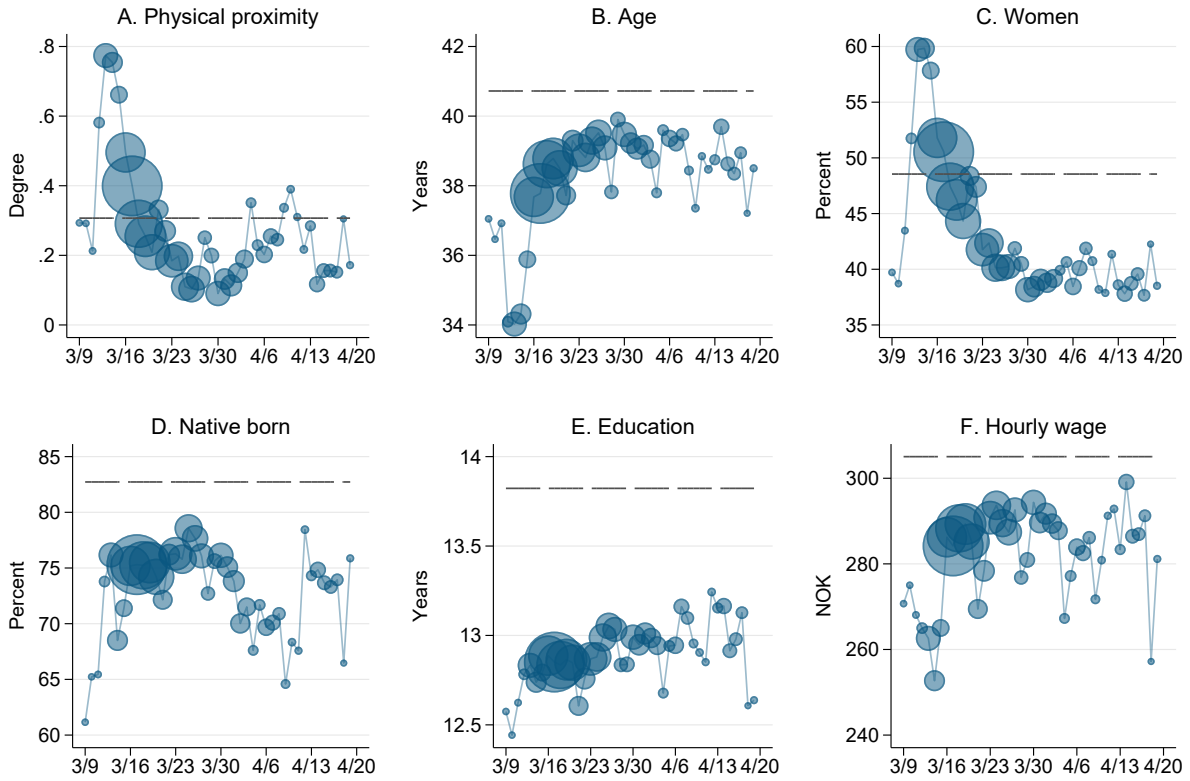 A. Physical proximity
B. Age
C. Women
.8
.6
.4
.2
0
Degree
3/9 3/16 3/23 3/30 4/6 4/13 4/20
42
40
38
36
34
Years
3/9 3/16 3/23 3/30 4/6 4/13 4/20
60
55
50
45
40
35
Percent
3/9 3/16 3/23 3/30 4/6 4/13 4/20
D. Native born
E. Education
F. Hourly wage
85
80
75
70
65
60
Percent
3/9 3/16 3/23 3/30 4/6 4/13 4/20
14
13.5
13
12.5
Years
3/9 3/16 3/23 3/30 4/6 4/13 4/20
300
280
260
240
NOK
3/9 3/16 3/23 3/30 4/6 4/13 4/20